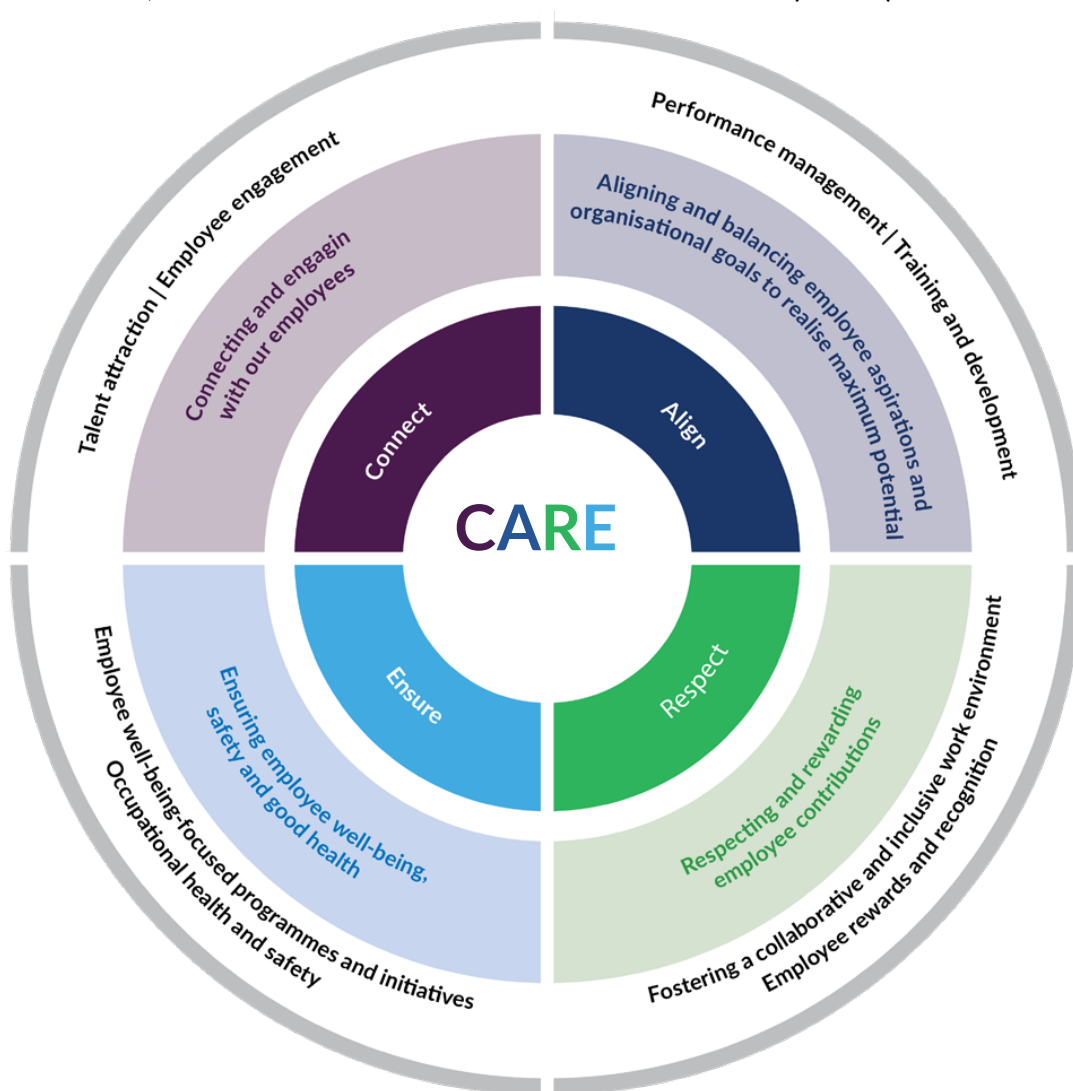 Talent attraction | Employee engagement
Connecting and engagin
with our employees
Connect
Performance management | Training and development
Aligning and balancing employee aspirations and
organisational goals to realise maximum potential
Align
CARE
Ensure
Ensuring employee well-being,
safety and good health
Employee well-being-focused programmes and initiatives
Occupational health and safety
Respect
Respecting and rewarding
employee contributions
Fostering a collaborative and inclusive work environment
Employee rewards and recognition